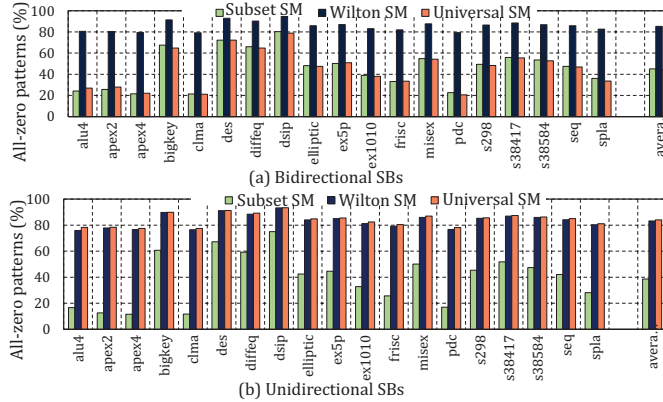 All-zero patterns (%)
100
80
60
40
20
0
Subset SM Wilton SM Universal SM
alu4 apex2 apex4 bigkey clma des diffeq dsip elliptic ex5p ex1010 frisc misex pdc s298 s38417 s38584 seq spla avera
(a) Bidirectional SBs
All-zero patterns (%)
100
80
60
40
20
0
Subset SM Wilton SM Universal SM
alu4 apex2 apex4 bigkey clma des diffeq dsip elliptic ex5p ex1010 frisc misex pdc s298 s38417 s38584 seq spla avera.
(b) Unidirectional SBs